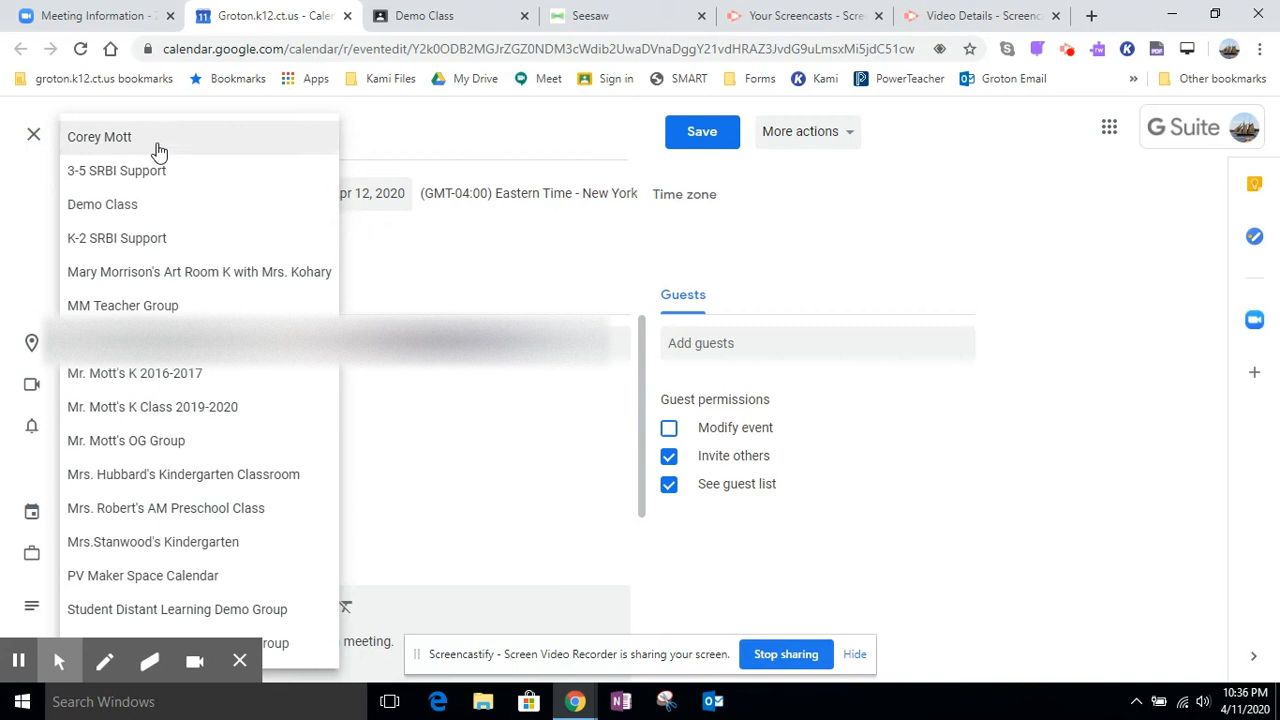 Meeting Information - Z
Groton.k12.ct.us - Calen
Demo Class
Seesaw
Your Screencasts - Scree
Video Details - Screenca
calendar.google.com/calendar/r/eventedit/Y2k0ODB2MGJrZGZ0NDM3cWdib2UwaDVnaDggY21vdHRAZ3JvdG9uLmsxMi5jdC51cw
groton.k12.ct.us bookmarks
Bookmarks
Apps
Kami Files
My Drive
Meet
Sign in
SMART
Forms
Kami
PowerTeacher
Groton Email
»
Other bookmarks
Corey Mott
3-5 SRBI Support
Demo Class
K-2 SRBI Support
Mary Morrison's Art Room K with Mrs. Kohary
MM Teacher Group
Mr. Mott's K 2016-2017
Mr. Mott's K Class 2019-2020
Mr. Mott's OG Group
Mrs. Hubbard's Kindergarten Classroom
Mrs. Robert's AM Preschool Class
Mrs.Stanwood's Kindergarten
PV Maker Space Calendar
Student Distant Learning Demo Group
Save
More actions
G Suite
pr 12, 2020
(GMT-04:00) Eastern Time - New York
Time zone
Guests
Add guests
Guest permissions
Modify event
Invite others
See guest list
meeting.
Screencastify - Screen Video Recorder is sharing your screen.
Stop sharing
Hide
Search Windows
10:36 PM
4/11/2020